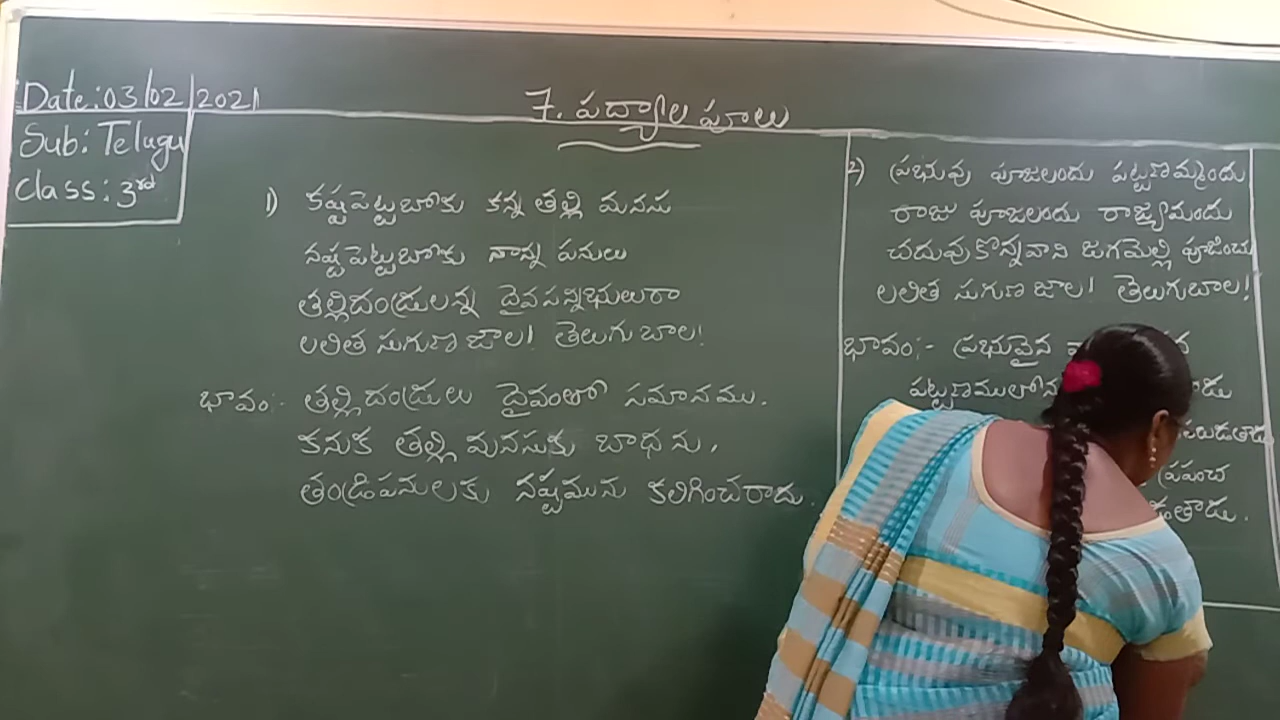 Date: 03/02/2021
Sub: Telugu
Class: 3rd
7. పద్యాల పూలు
1) కష్టపెట్టబోకు కన్న తల్లి మనసు
నష్టపెట్టుబోకు నాన్న పనులు
తల్లిదండ్రులన్న దైవసన్నిభులురా
లలిత సుగుణ జాల! తెలుగు బాల!
భావం:- తల్లిదండ్రులు దైవంతో సమానము.
కనుక తల్లి మనసుకు బాధను,
తండ్రిపనులకు నష్టమును కలిగించరాదు.
2) ప్రభువు పూజలందు పట్టణమ్మందు
రాజు పూజలందు రాజ్యమందు
చదువుకొన్నవాని జగమెల్ల పూజించు
లలిత సుగుణ జాల! తెలుగుబాల!
భావం:- ప్రభువైన
పట్టణములోన